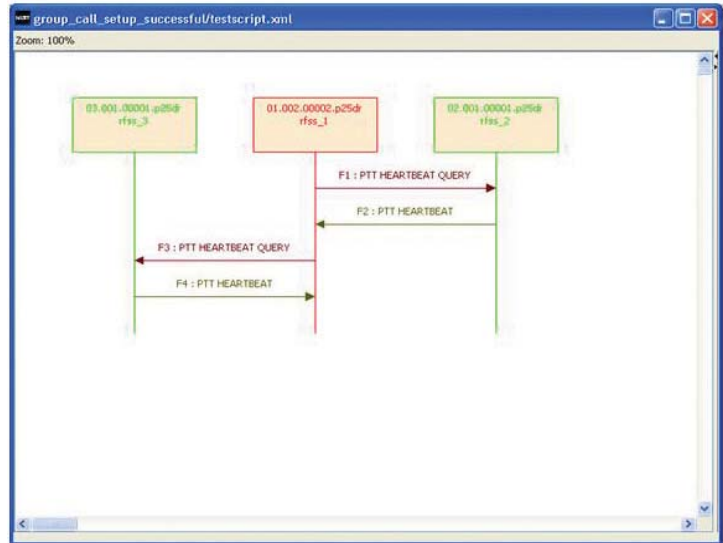 group_call_setup_successful/testscript.xml
Zoom: 100%
03.001.00001.p25dr
rfss_3
01.002.00002.p25dr
rfss_1
02.001.00001.p25dr
rfss_2
F1 : PTT HEARTBEAT QUERY
F2 : PTT HEARTBEAT
F3 : PTT HEARTBEAT QUERY
F4 : PTT HEARTBEAT